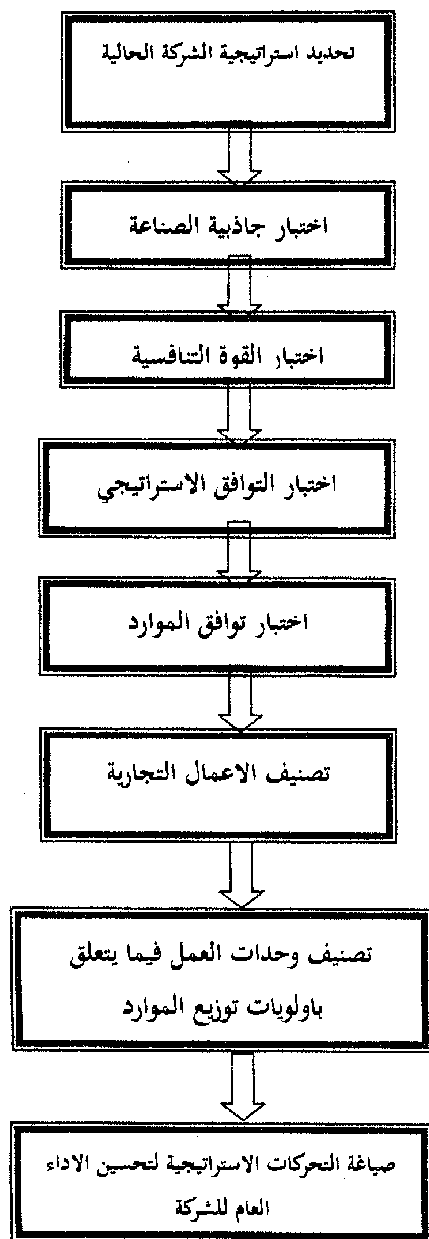 تحديد استراتيجية الشركة الحالية
اختبار جاذبية الصناعة
اختبار القوة التنافسية
اختبار التوافق الاستراتيجي
اختبار توافق الموارد
تصنيف الاعمال التجارية
تصنيف وحدات العمل فيما يتعلق
باولويات توزيع الموارد
صياغة التحركات الاستراتيجية لتحسين الاداء
العام للشركة